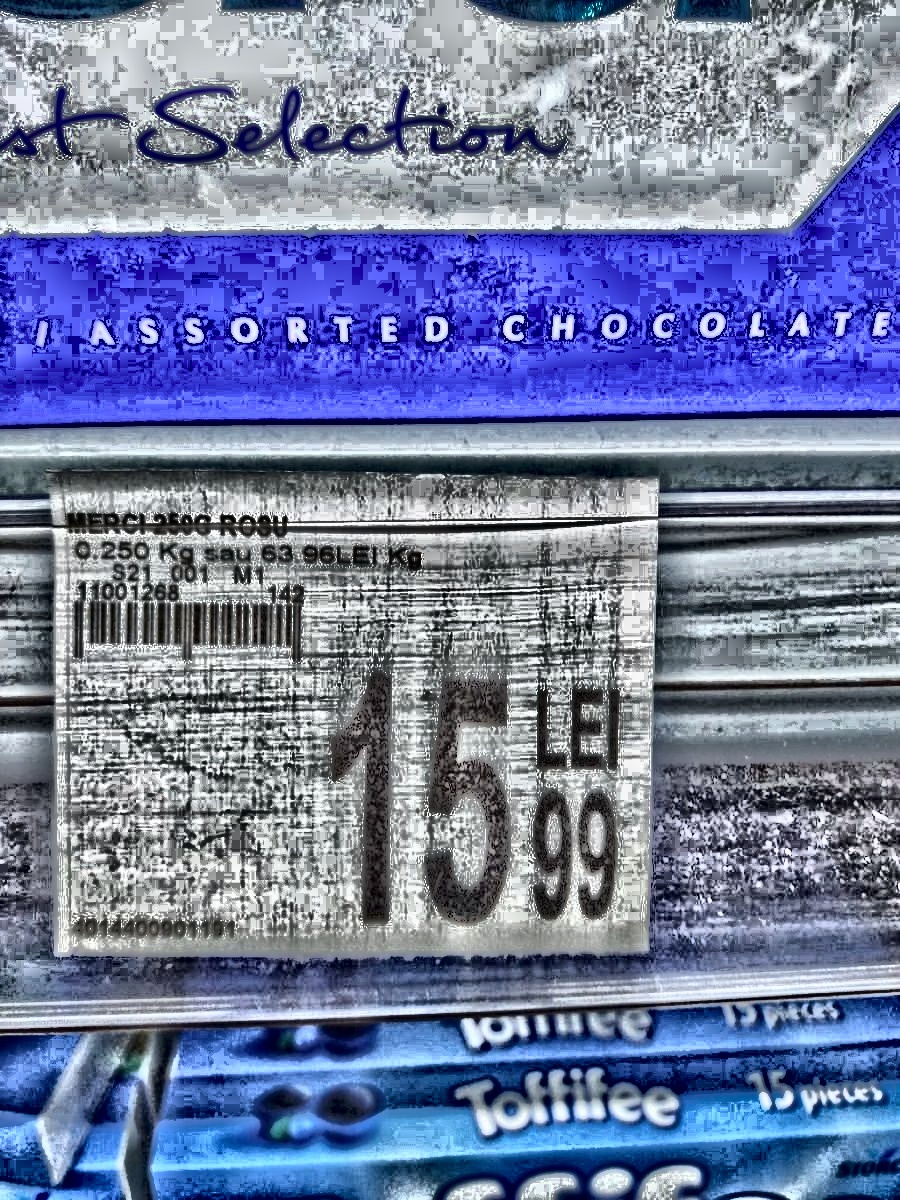 st Selection
/ ASSORTED CHOCOLATE
MERCI 250G ROSU
0.250 Kg sau 63.96LEI Kg
S21 001 M1
11001268 142
15 LEI 99
4014400901191
Toffifee 15 pieces
Toffifee 15 pieces